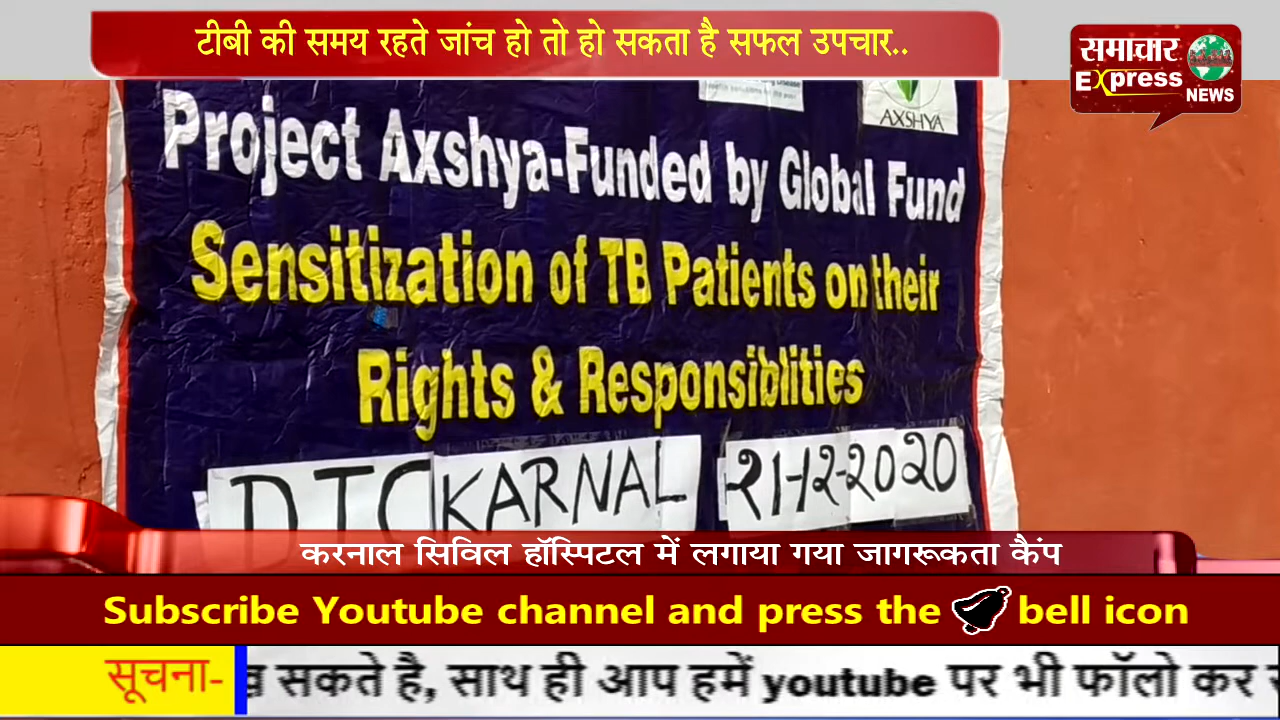 टीबी की समय रहते जांच हो तो हो सकता है सफल उपचार..
समाचार
Express
NEWS
AXSHYA
Project Axshya-Funded by Global Fund
Sensitization of TB Patients on their
Rights & Responsiblities
DTC KARNAL 21-12-2020
करनाल सिविल हॉस्पिटल में लगाया गया जागरूकता कैंप
Subscribe Youtube channel and press the bell icon
सूचना- सकते है, साथ ही आप हमें youtube पर भी फॉलो कर